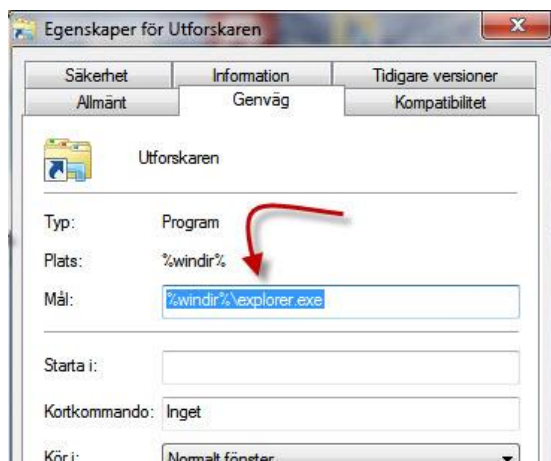 Egenskaper för Utforskaren
Säkerhet Information Tidigare versioner
Allmänt Genväg Kompatibilitet
Utforskaren
Typ: Program
Plats: %windir%
Mål: %windir%\explorer.exe
Starta i:
Kortkommando: Inget
Kör i: Normalt fönster